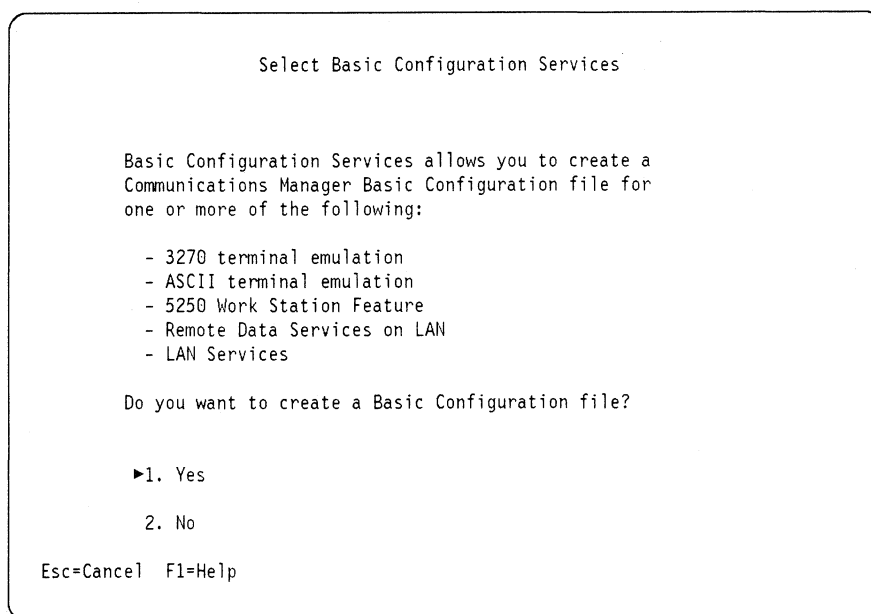 Select Basic Configuration Services
Basic Configuration Services allows you to create a
Communications Manager Basic Configuration file for
one or more of the following:
- 3270 terminal emulation
- ASCII terminal emulation
- 5250 Work Station Feature
- Remote Data Services on LAN
- LAN Services
Do you want to create a Basic Configuration file?
►1. Yes
2. No
Esc=Cancel F1=Help